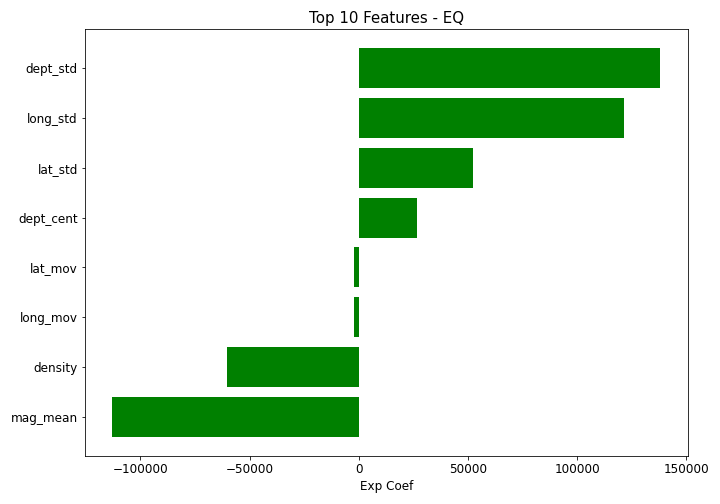 Top 10 Features - EQ
dept_std
long_std
lat_std
dept_cent
lat_mov
long_mov
density
mag_mean
−100000 −50000 0 50000 100000 150000
Exp Coef